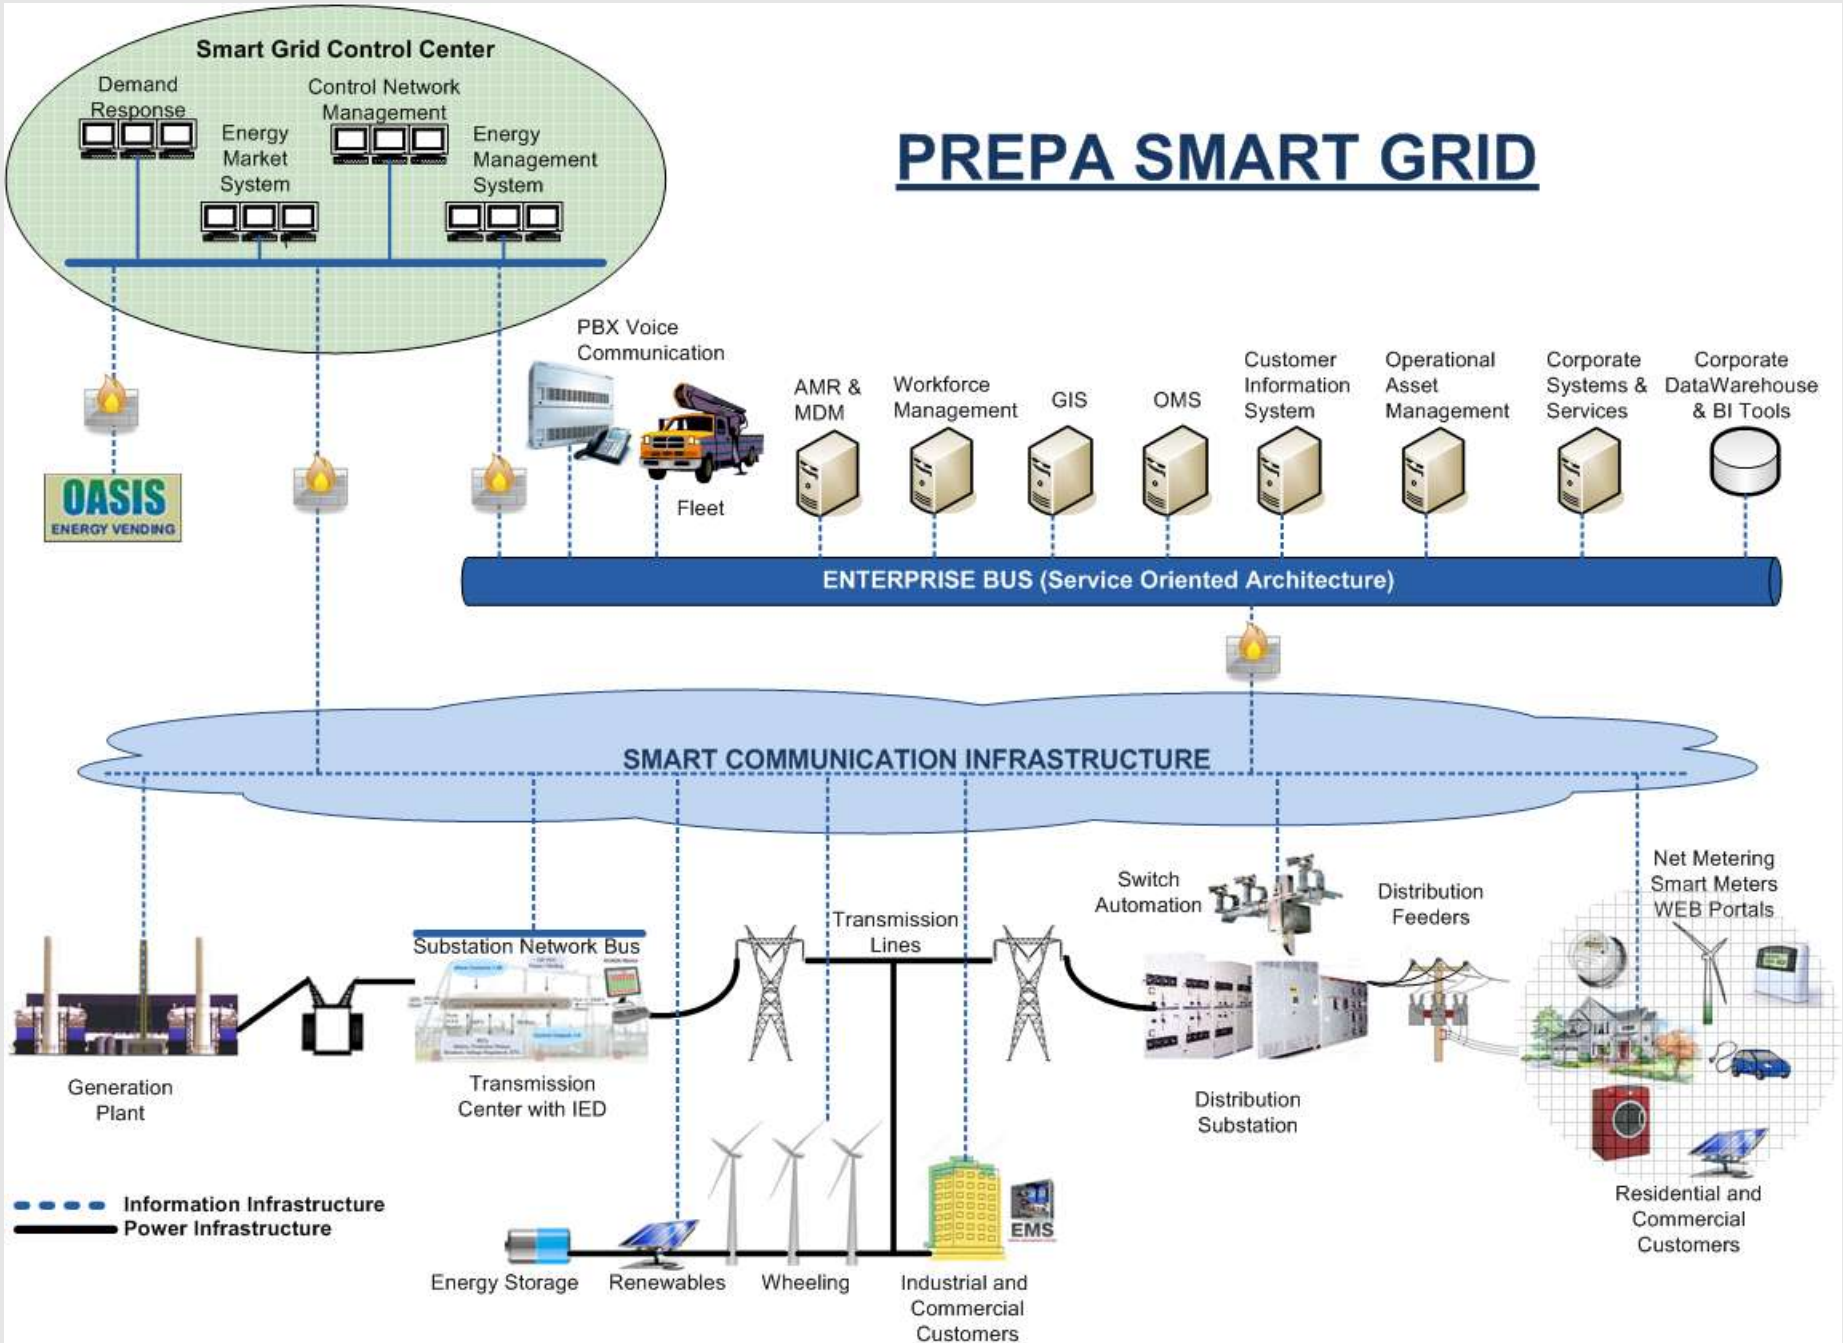 Smart Grid Control Center
Demand
Response
Control Network
Management
Energy
Market
System
Energy
Management
System
PREPA SMART GRID
OASIS
ENERGY VENDING
PBX Voice
Communication
Fleet
AMR &
MDM
Workforce
Management
GIS
OMS
Customer
Information
System
Operational
Asset
Management
Corporate
Systems &
Services
Corporate
DataWarehouse
& BI Tools
ENTERPRISE BUS (Service Oriented Architecture)
SMART COMMUNICATION INFRASTRUCTURE
Generation
Plant
Substation Network Bus
Transmission
Center with IED
Transmission
Lines
Switch
Automation
Distribution
Feeders
Distribution
Substation
Net Metering
Smart Meters
WEB Portals
Residential and
Commercial
Customers
Information Infrastructure
Power Infrastructure
Energy Storage
Renewables
Wheeling
EMS
Industrial and
Commercial
Customers